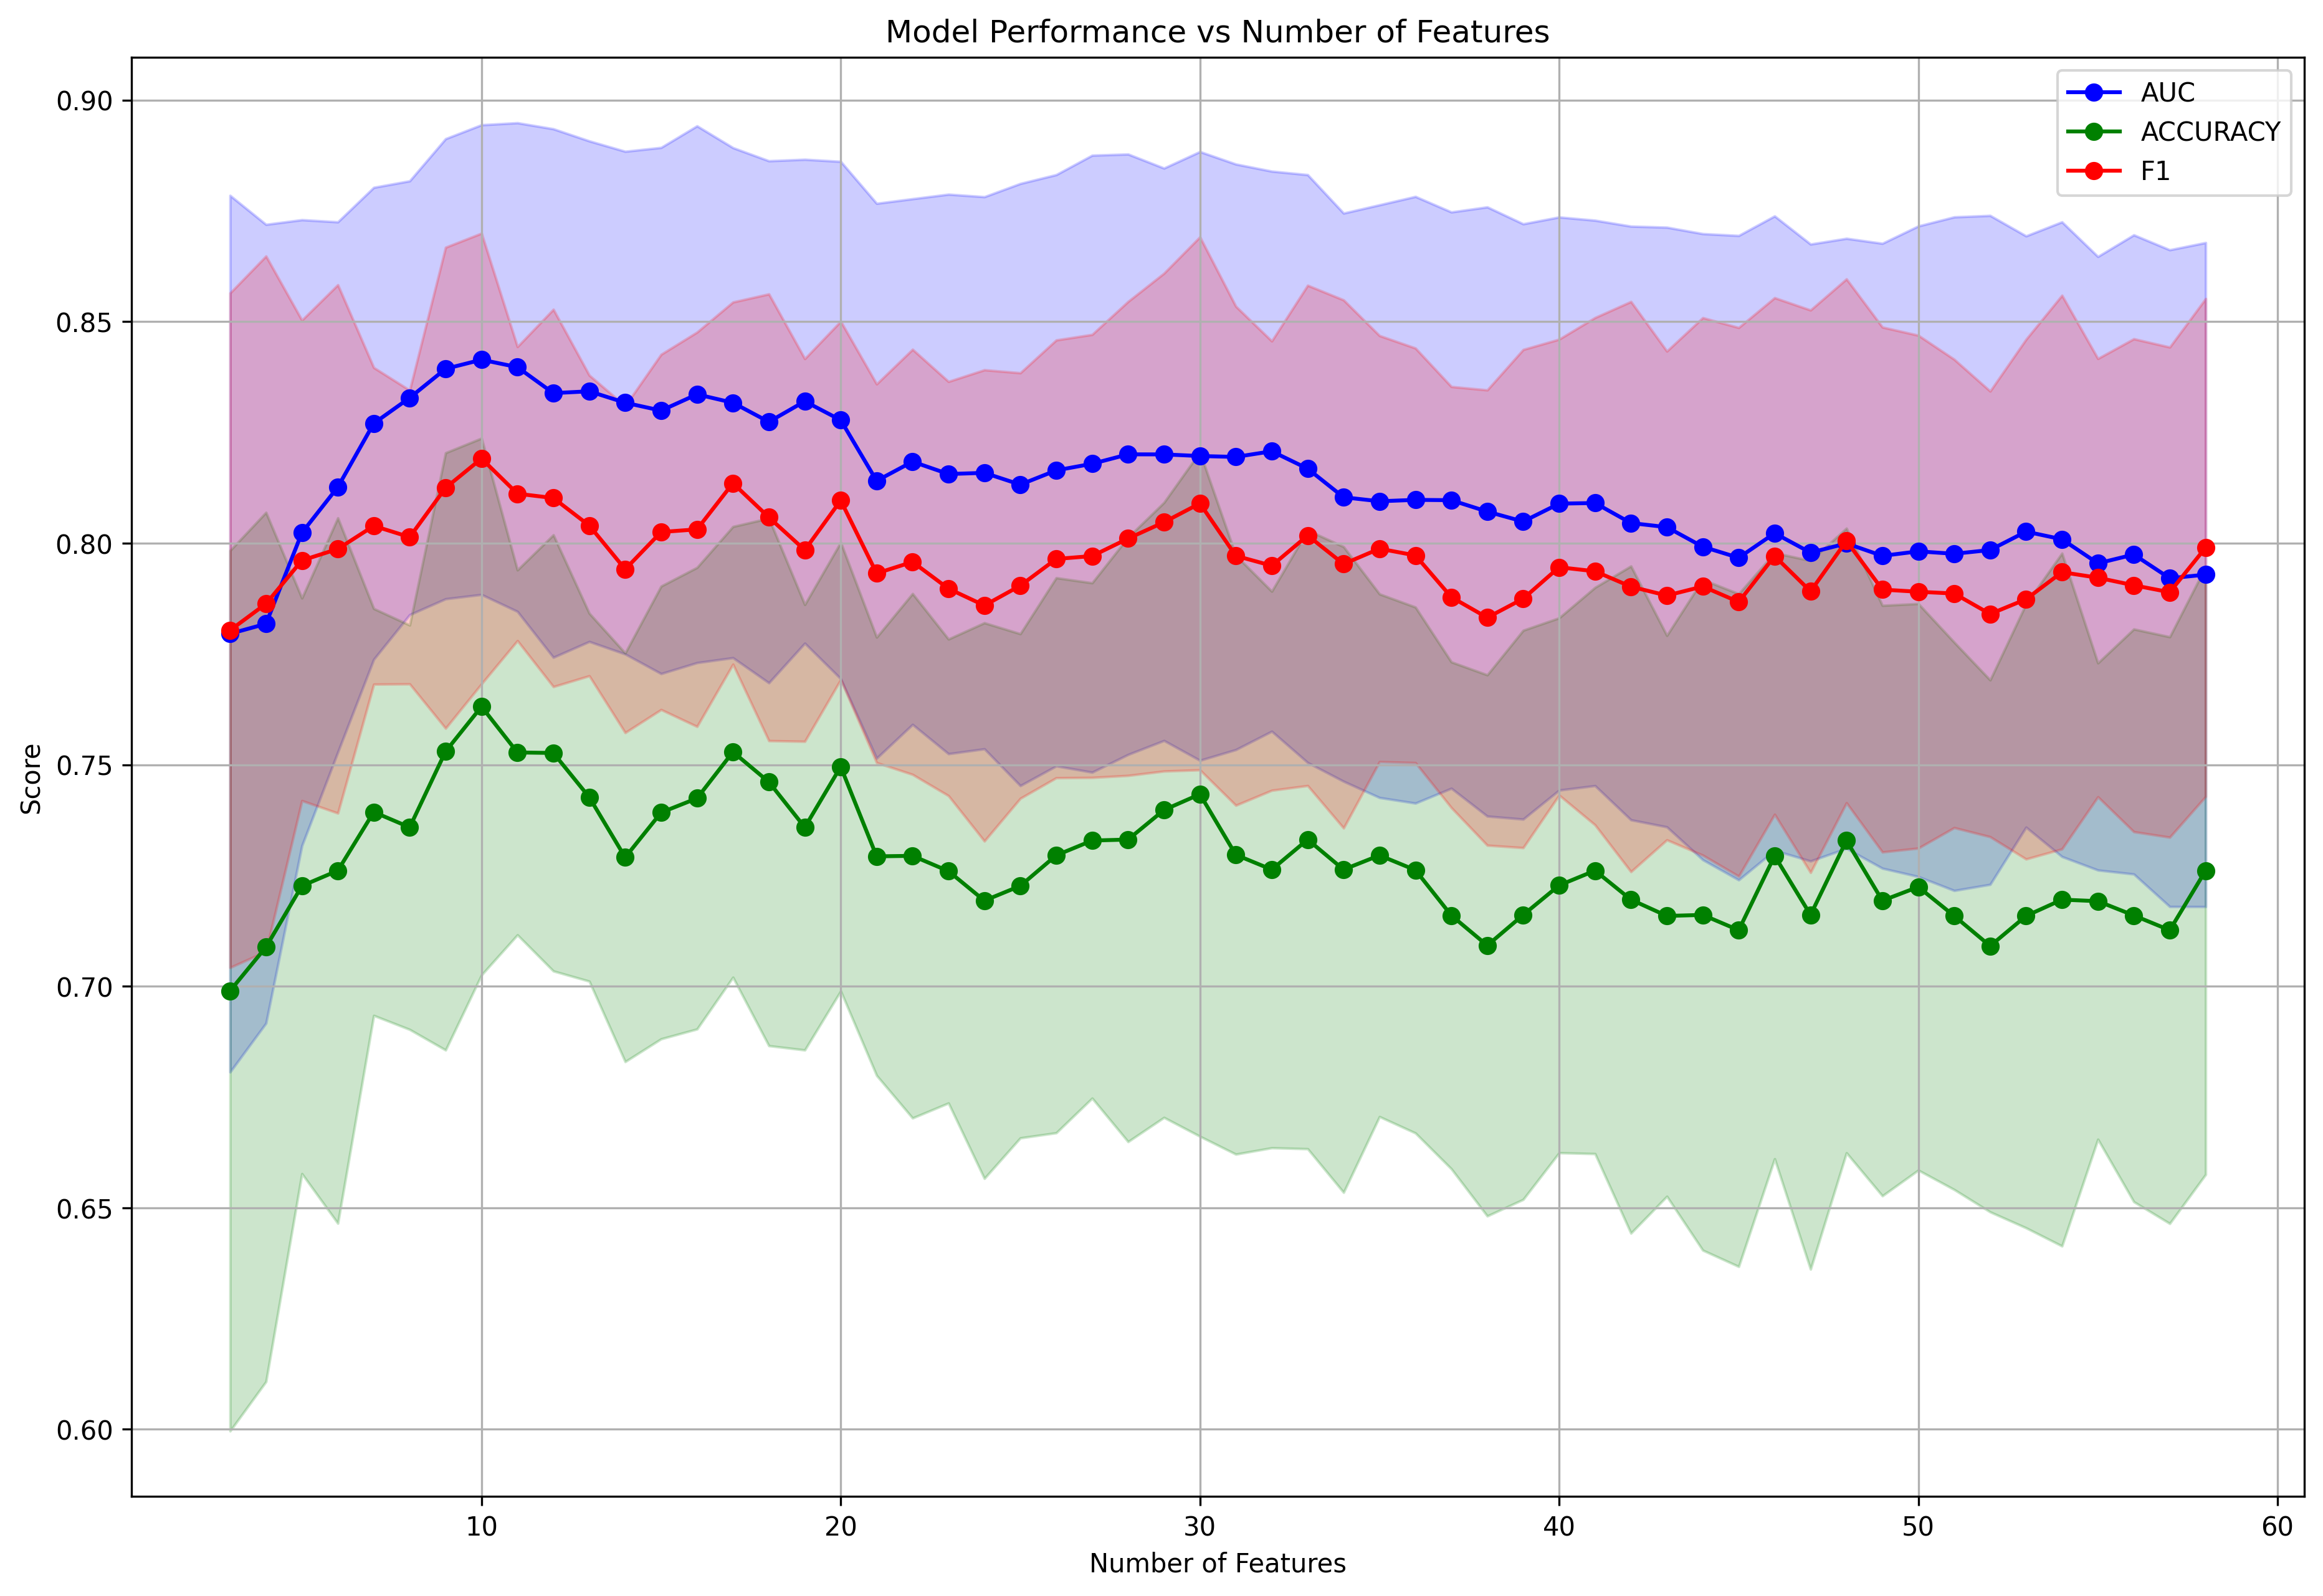 Model Performance vs Number of Features
AUC
ACCURACY
F1
0.90
0.85
0.80
0.75
0.70
0.65
0.60
Score
10 20 30 40 50 60
Number of Features